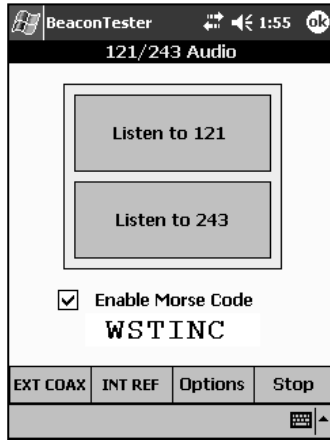 BeaconTester 1:55 ok
121/243 Audio
Listen to 121
Listen to 243
Enable Morse Code
WSTINC
EXT COAX INT REF Options Stop